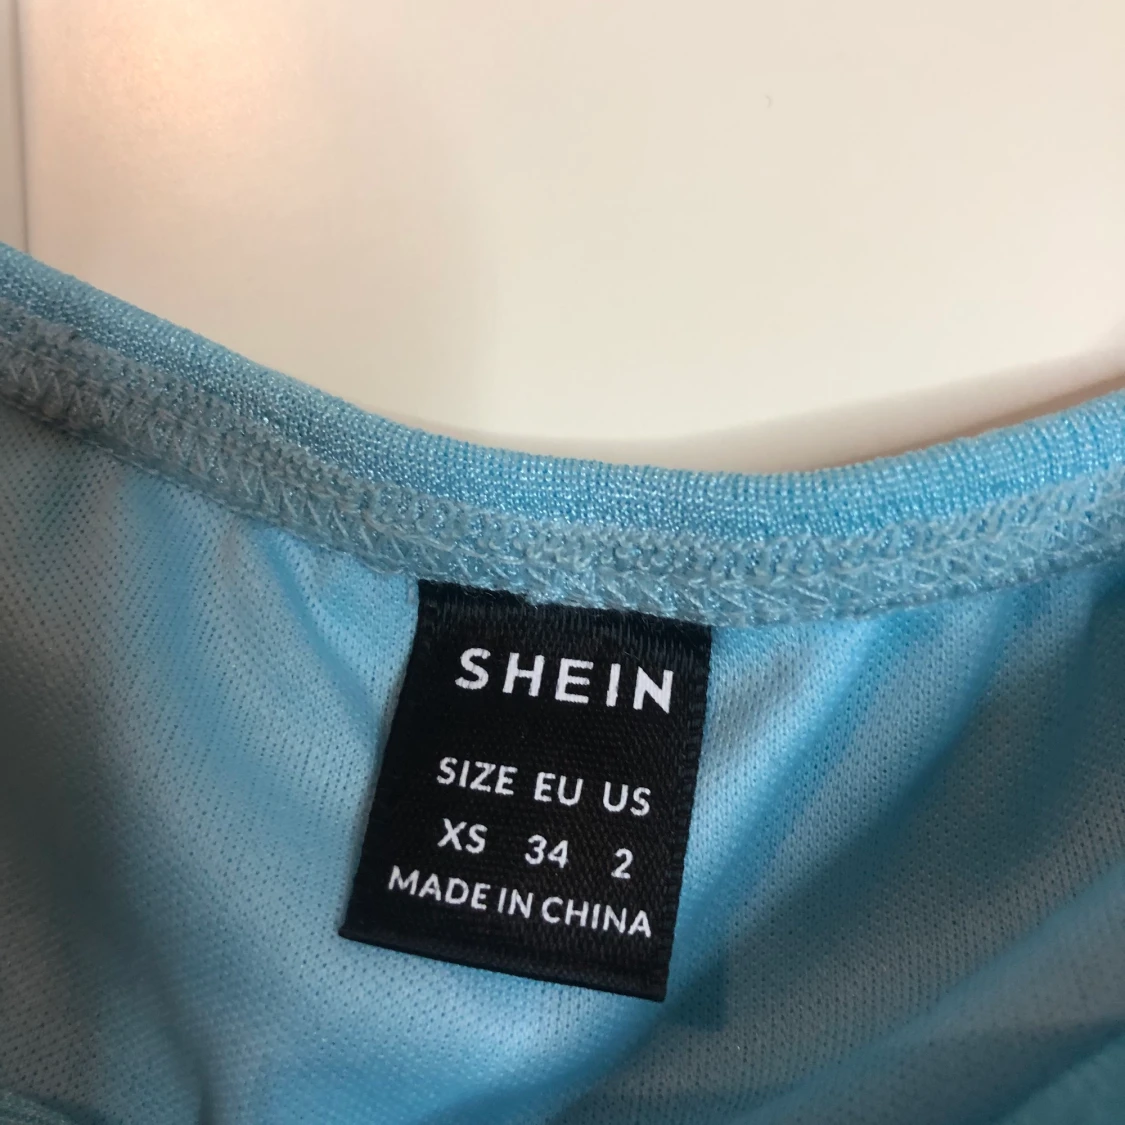 SHEIN
SIZE EU US
XS 34 2
MADE IN CHINA